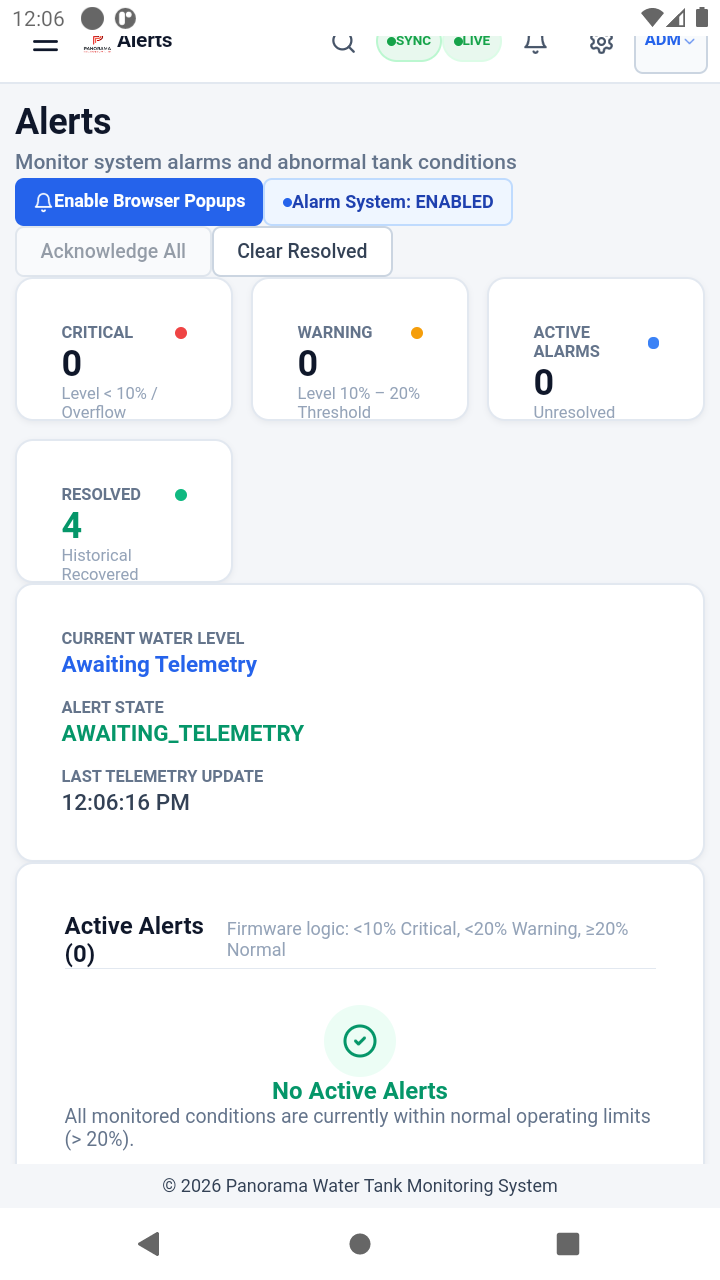 12:06
Alerts
SYNC
LIVE
ADM
PANORAMA
Alerts
Monitor system alarms and abnormal tank conditions
Enable Browser Popups
Alarm System: ENABLED
Acknowledge All
Clear Resolved
CRITICAL
0
Level < 10% /
Overflow
WARNING
0
Level 10% – 20%
Threshold
ACTIVE
ALARMS
0
Unresolved
RESOLVED
4
Historical
Recovered
CURRENT WATER LEVEL
Awaiting Telemetry
ALERT STATE
AWAITING_TELEMETRY
LAST TELEMETRY UPDATE
12:06:16 PM
Active Alerts
(0)
Firmware logic: <10% Critical, <20% Warning, ≥20%
Normal
No Active Alerts
All monitored conditions are currently within normal operating limits
(> 20%).
© 2026 Panorama Water Tank Monitoring System